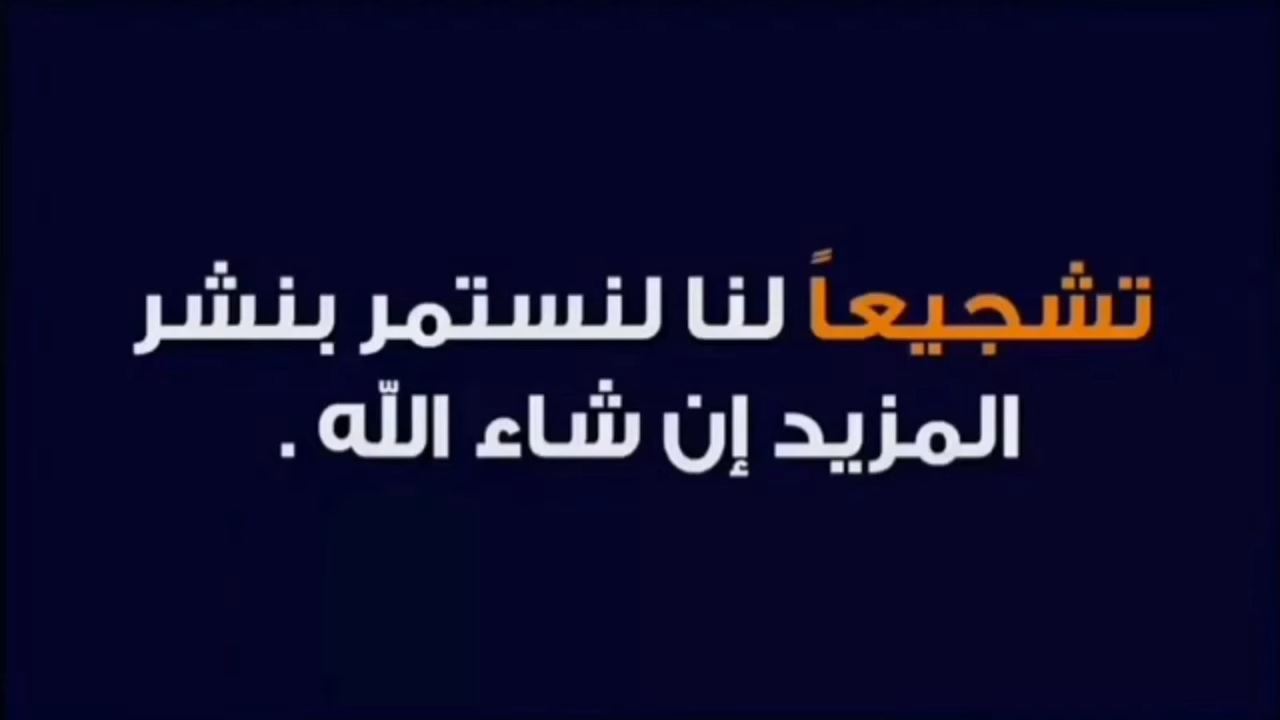 تشجيعاً لنا لنستمر بنشر
المزيد إن شاء اللّه .